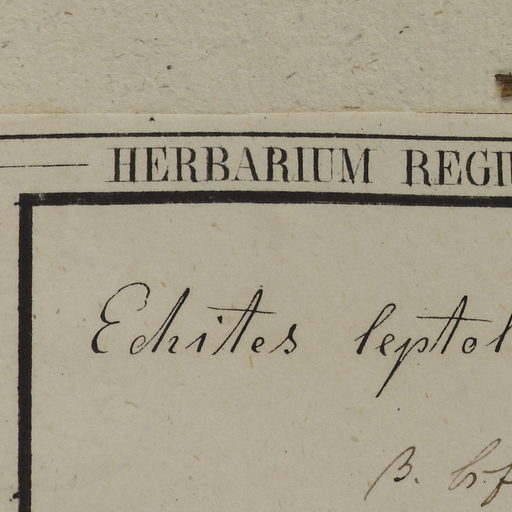 HERBARIUM REGI
Echites leptol
B.